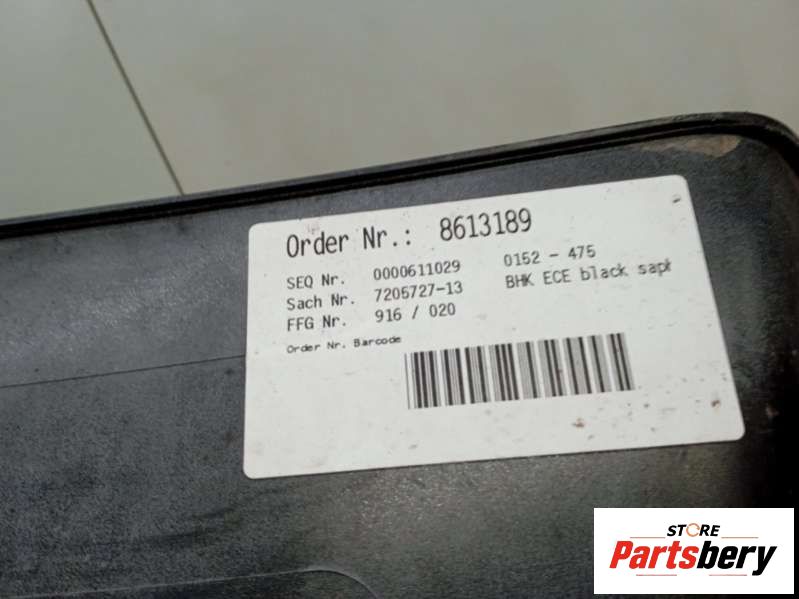 Order Nr.: 8613189
SEQ Nr. 0000611029 0152 - 475
Sach Nr. 7205727-13 BHK ECE black
FFG Nr. 916 / 020
Order Nr. Barcode
STORE
Partsbery